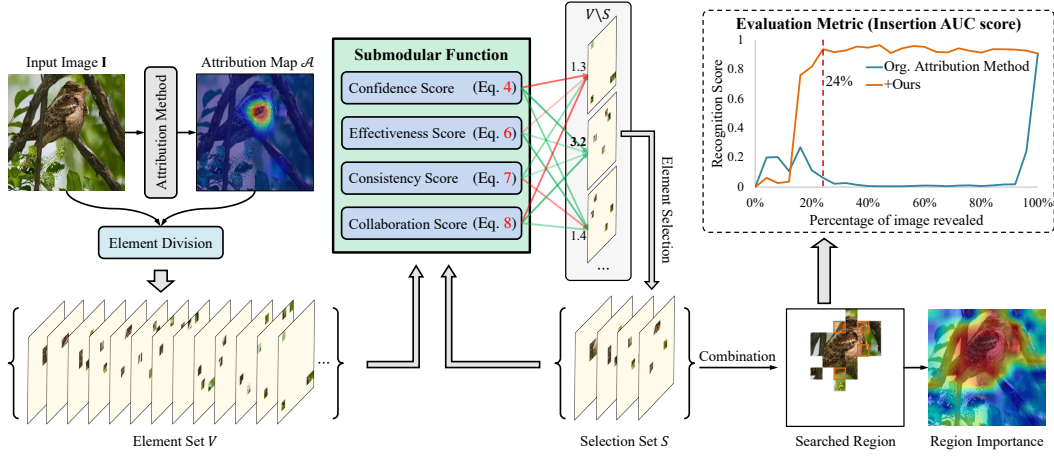 Input Image I
Attribution Method
Attribution Map 𝒜
Element Division
Submodular Function
Confidence Score (Eq. 4)
Effectiveness Score (Eq. 6)
Consistency Score (Eq. 7)
Collaboration Score (Eq. 8)
V\S
1.3
3.2
1.4
...
Element Selection
Evaluation Metric (Insertion AUC score)
Recognition Score
1
0.8
0.6
0.4
0.2
0
Org. Attribution Method
+Ours
24%
0% 20% 40% 60% 80% 100%
Percentage of image revealed
{ ... }
Element Set V
{ }
Selection Set S
Combination
Searched Region
Region Importance